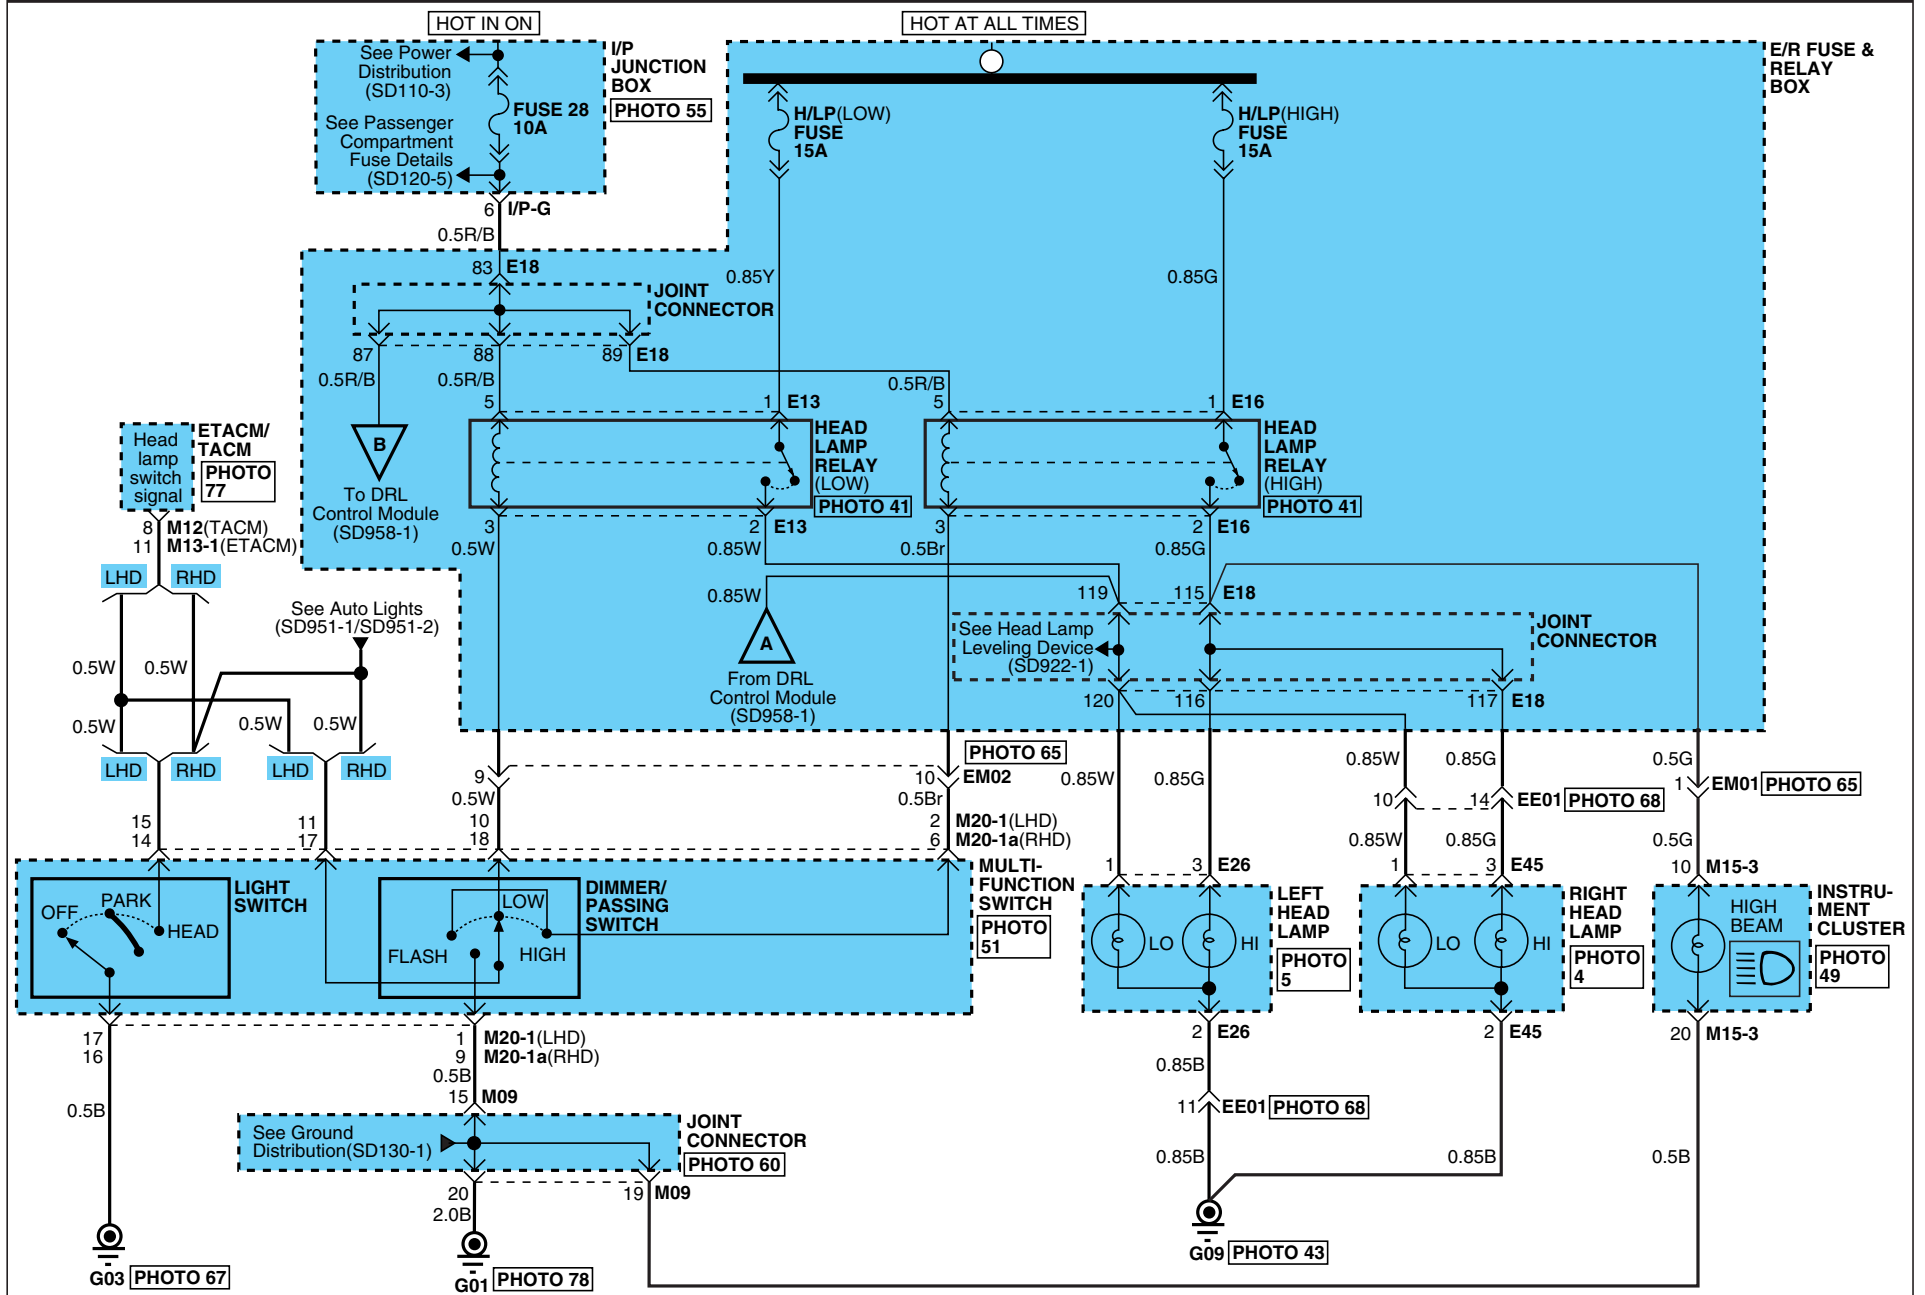 HOT IN ON
HOT AT ALL TIMES
See Power
Distribution
(SD110-3)
FUSE 28
10A
See Passenger
Compartment
Fuse Details
(SD120-5)
I/P
JUNCTION
BOX
PHOTO 55
H/LP(LOW)
FUSE
15A
H/LP(HIGH)
FUSE
15A
E/R FUSE &
RELAY
BOX
6 I/P-G
0.5R/B
83 E18
JOINT
CONNECTOR
0.85Y
0.85G
87
88
89 E18
0.5R/B
0.5R/B
0.5R/B
5
1 E13
5
1 E16
B
To DRL
Control Module
(SD958-1)
HEAD
LAMP
RELAY
(LOW)
PHOTO 41
HEAD
LAMP
RELAY
(HIGH)
PHOTO 41
3
2 E13
3
2 E16
0.5W
0.85W
0.5Br
0.85G
Head
lamp
switch
signal
ETACM/
TACM
PHOTO
77
8 M12(TACM)
11 M13-1(ETACM)
LHD
RHD
See Auto Lights
(SD951-1/SD951-2)
0.5W
0.5W
0.5W
0.5W
0.5W
LHD
RHD
LHD
RHD
0.85W
A
From DRL
Control Module
(SD958-1)
119
115 E18
See Head Lamp
Leveling Device
(SD922-1)
JOINT
CONNECTOR
120
116
117 E18
PHOTO 65
9
10 EM02
0.5W
0.5Br
0.85W
0.85G
0.85W
0.85G
0.5G
10
14 EE01 PHOTO 68
1 EM01 PHOTO 65
0.85W
0.85G
0.5G
15
14
11
17
10
18
2 M20-1(LHD)
6 M20-1a(RHD)
1
3 E26
1
3 E45
10 M15-3
OFF
PARK
HEAD
LIGHT
SWITCH
LOW
FLASH
HIGH
DIMMER/
PASSING
SWITCH
MULTI-
FUNCTION
SWITCH
PHOTO
51
LO
HI
LEFT
HEAD
LAMP
PHOTO
5
LO
HI
RIGHT
HEAD
LAMP
PHOTO
4
HIGH
BEAM
INSTRU-
MENT
CLUSTER
PHOTO
49
17
16
1 M20-1(LHD)
9 M20-1a(RHD)
2 E26
2 E45
20 M15-3
0.5B
0.5B
15 M09
0.85B
11 EE01 PHOTO 68
See Ground
Distribution(SD130-1)
JOINT
CONNECTOR
PHOTO 60
0.85B
0.85B
0.5B
20
19 M09
2.0B
G03 PHOTO 67
G01 PHOTO 78
G09 PHOTO 43